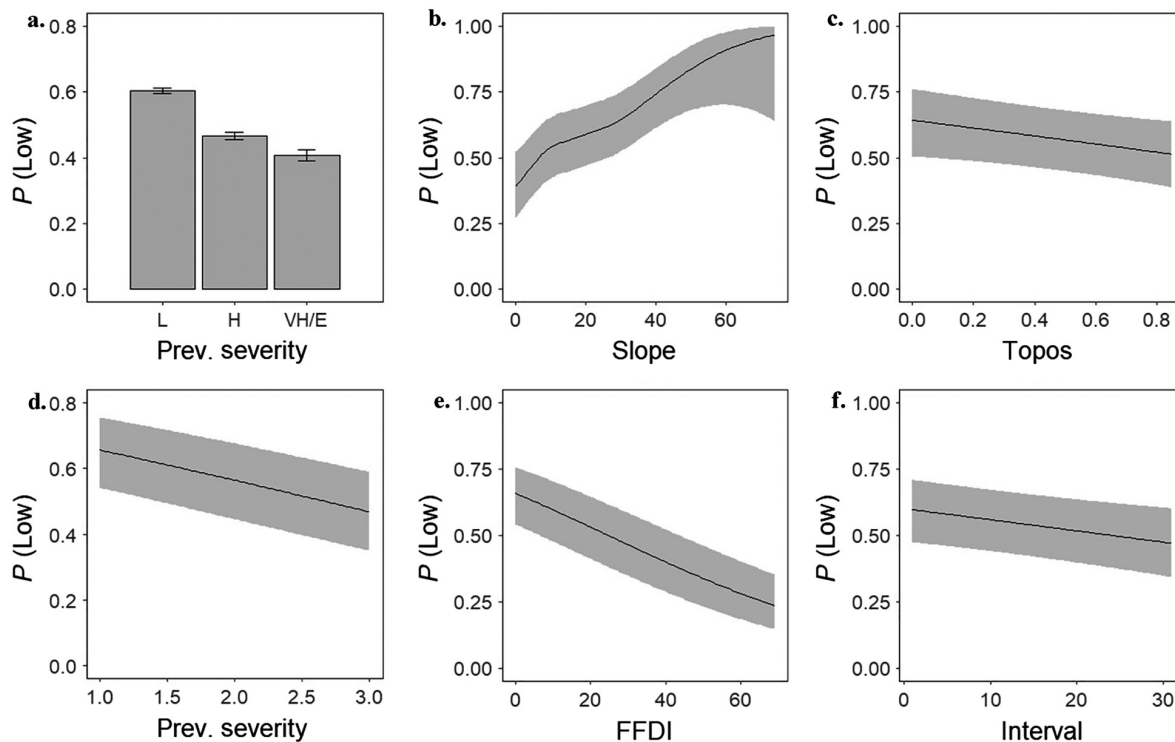 a.
0.8
0.6
0.4
0.2
0.0
P (Low)
L H VH/E
Prev. severity
b.
1.00
0.75
0.50
0.25
0.00
P (Low)
0 20 40 60
Slope
c.
1.00
0.75
0.50
0.25
0.00
P (Low)
0.0 0.2 0.4 0.6 0.8
Topos
d.
0.8
0.6
0.4
0.2
0.0
P (Low)
1.0 1.5 2.0 2.5 3.0
Prev. severity
e.
1.00
0.75
0.50
0.25
0.00
P (Low)
0 20 40 60
FFDI
f.
1.00
0.75
0.50
0.25
0.00
P (Low)
0 10 20 30
Interval